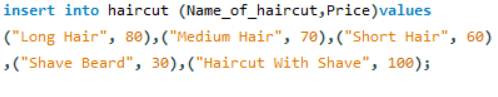 insert into haircut (Name_of_haircut,Price)values
("Long Hair", 80),("Medium Hair", 70),("Short Hair", 60)
,("Shave Beard", 30),("Haircut With Shave", 100);